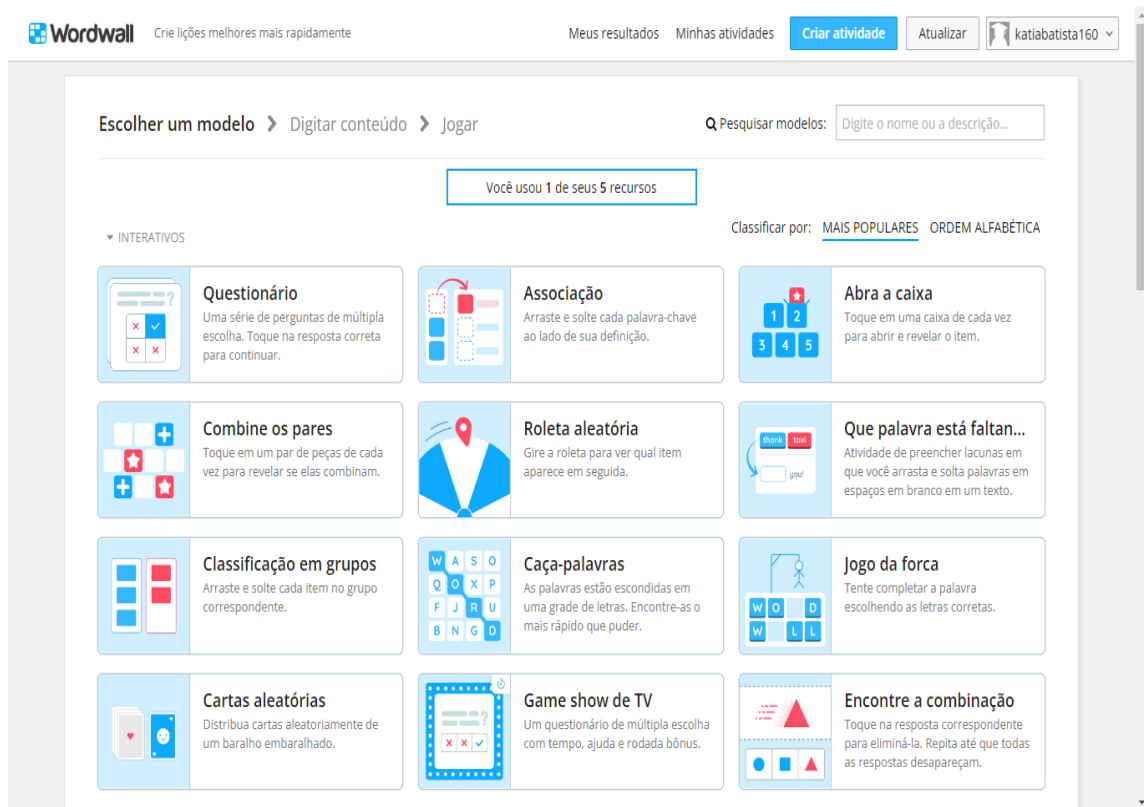 Wordwall Crie lições melhores mais rapidamente Meus resultados Minhas atividades Criar atividade Atualizar katiabatista160
Escolher um modelo Digitar conteúdo Jogar Pesquisar modelos: Digite o nome ou a descrição...
Você usou 1 de seus 5 recursos
INTERATIVOS Classificar por: MAIS POPULARES ORDEM ALFABÉTICA
Questionário
Uma série de perguntas de múltipla
escolha. Toque na resposta correta
para continuar.
Associação
Arraste e solte cada palavra-chave
ao lado de sua definição.
1 2
3 4 5
Abra a caixa
Toque em uma caixa de cada vez
para abrir e revelar o item.
Combine os pares
Toque em um par de peças de cada
vez para revelar se elas combinam.
Roleta aleatória
Gire a roleta para ver qual item
aparece em seguida.
thank taxi
you!
Que palavra está faltan...
Atividade de preencher lacunas em
que você arrasta e solta palavras em
espaços em branco em um texto.
Classificação em grupos
Arraste e solte cada item no grupo
correspondente.
W A S O
Q O X P
F J R U
B N G D
Caça-palavras
As palavras estão escondidas em
uma grade de letras. Encontre-as o
mais rápido que puder.
W O D
W L L
Jogo da forca
Tente completar a palavra
escolhendo as letras corretas.
Cartas aleatórias
Distribua cartas aleatoriamente de
um baralho embaralhado.
Game show de TV
Um questionário de múltipla escolha
com tempo, ajuda e rodada bônus.
Encontre a combinação
Toque na resposta correspondente
para eliminá-la. Repita até que todas
as respostas desapareçam.